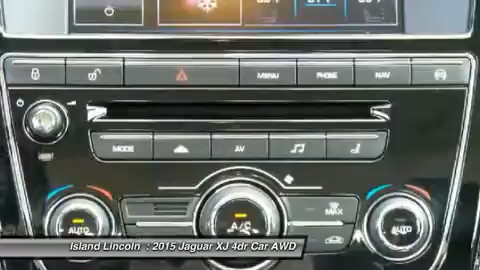 MENU PHONE NAV
MODE AV
MAX
AUTO A/C AUTO
Island Lincoln : 2015 Jaguar XJ 4dr Car AWD